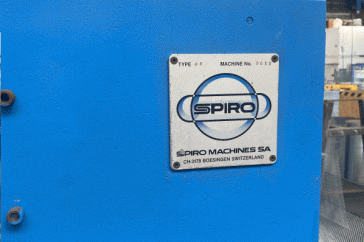 TYPE
MACHINE No.
SPIRO
SPIRO MACHINES SA
CH-3178 BOESINGEN SWITZERLAND